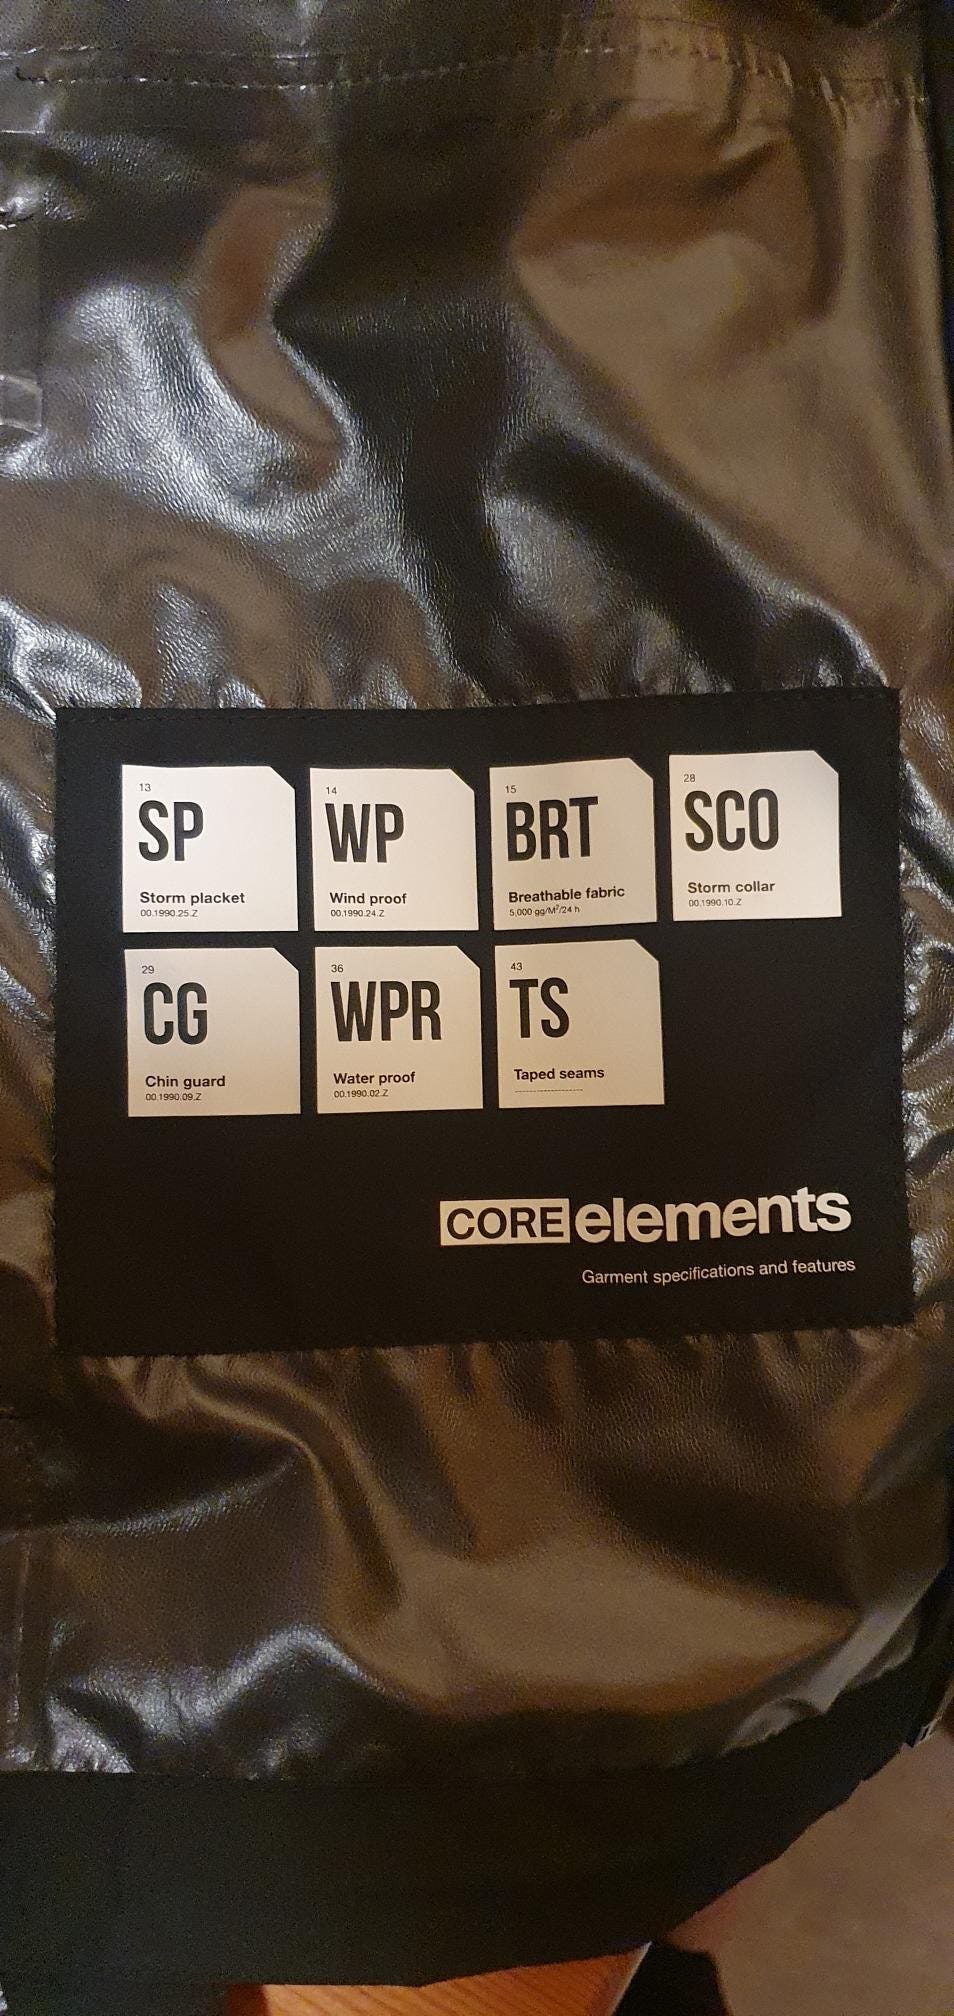 13
SP
Storm placket
00.1990.25.Z
14
WP
Wind proof
00.1990.24.Z
15
BRT
Breathable fabric
5,000 gg/M²/24 h
28
SCO
Storm collar
00.1990.10.Z
29
CG
Chin guard
00.1990.09.Z
36
WPR
Water proof
00.1990.02.Z
43
TS
Taped seams
CORE elements
Garment specifications and features